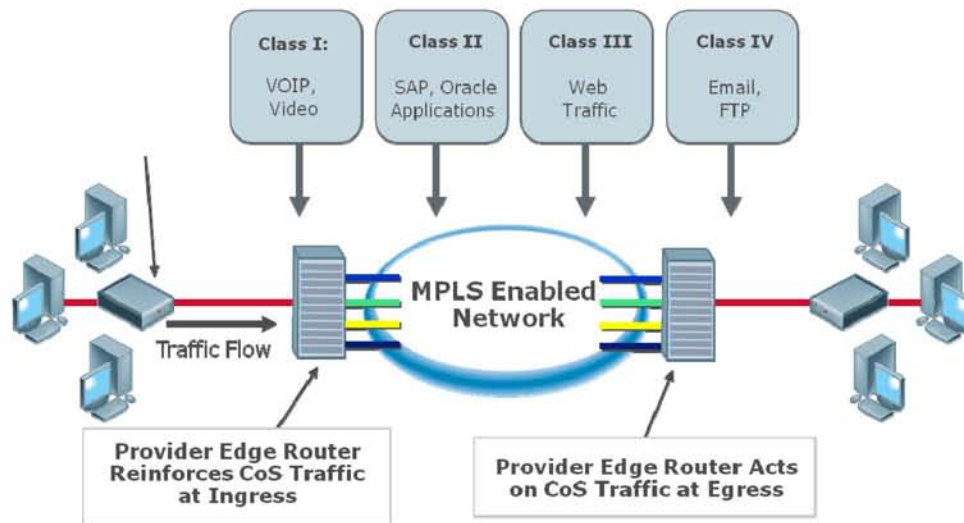 Class I:
VOIP,
Video
Class II
SAP, Oracle
Applications
Class III
Web
Traffic
Class IV
Email,
FTP
MPLS Enabled
Network
Traffic Flow
Provider Edge Router
Reinforces CoS Traffic
at Ingress
Provider Edge Router Acts
on CoS Traffic at Egress